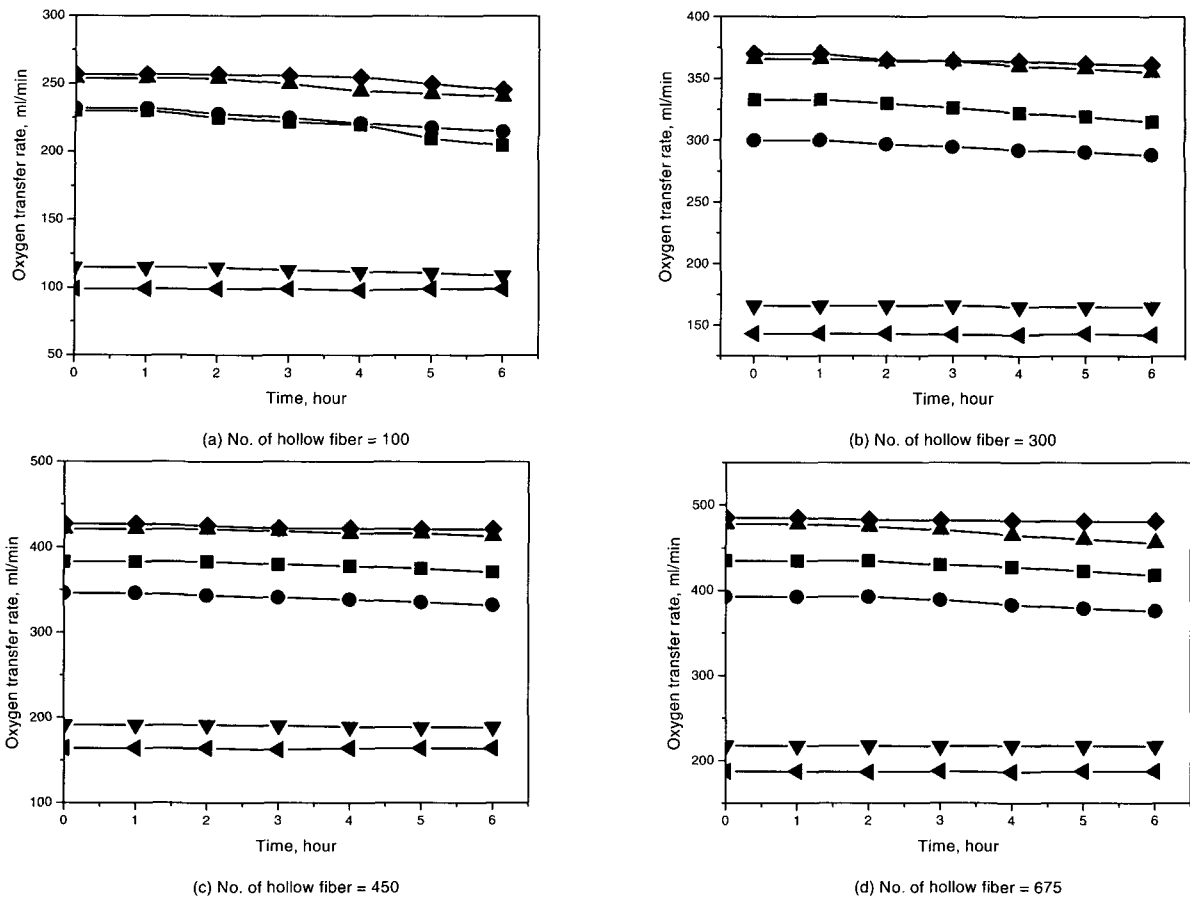 300
250
200
150
100
50
Oxygen transfer rate, ml/min
0 1 2 3 4 5 6
Time, hour
(a) No. of hollow fiber = 100
400
350
300
250
200
150
Oxygen transfer rate, ml/min
0 1 2 3 4 5 6
Time, hour
(b) No. of hollow fiber = 300
500
400
300
200
100
Oxygen transfer rate, ml/min
0 1 2 3 4 5 6
Time, hour
(c) No. of hollow fiber = 450
500
400
300
200
Oxygen transfer rate, ml/min
0 1 2 3 4 5 6
Time, hour
(d) No. of hollow fiber = 675